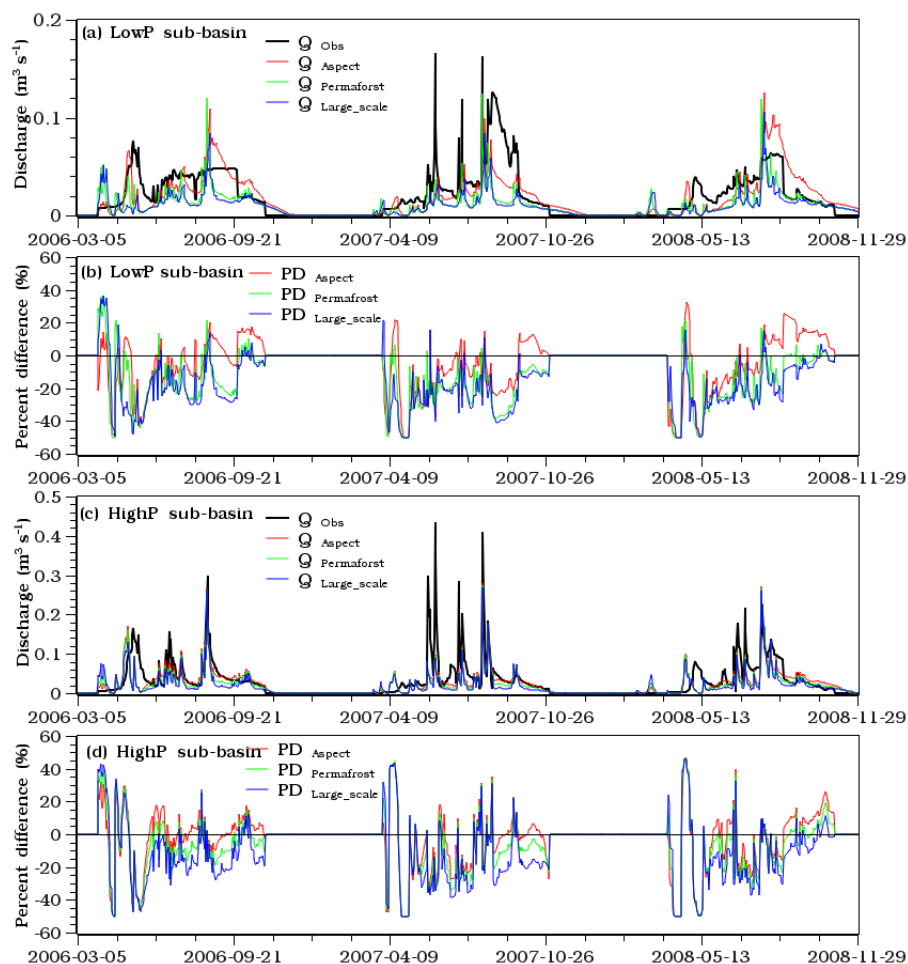 0.2
(a) LowP sub-basin
Q Obs
Q Aspect
Q Permaforst
Q Large_scale
Discharge (m³ s⁻¹)
0.1
0
2006-03-05 2006-09-21 2007-04-09 2007-10-26 2008-05-13 2008-11-29
60
(b) LowP sub-basin
PD Aspect
PD Permafrost
PD Large_scale
Percent difference (%)
40
20
0
-20
-40
-60
2006-03-05 2006-09-21 2007-04-09 2007-10-26 2008-05-13 2008-11-29
0.5
(c) HighP sub-basin
Q Obs
Q Aspect
Q Permaforst
Q Large_scale
Discharge (m³ s⁻¹)
0.4
0.3
0.2
0.1
0
2006-03-05 2006-09-21 2007-04-09 2007-10-26 2008-05-13 2008-11-29
60
(d) HighP sub-basin
PD Aspect
PD Permafrost
PD Large_scale
Percent difference (%)
40
20
0
-20
-40
-60
2006-03-05 2006-09-21 2007-04-09 2007-10-26 2008-05-13 2008-11-29